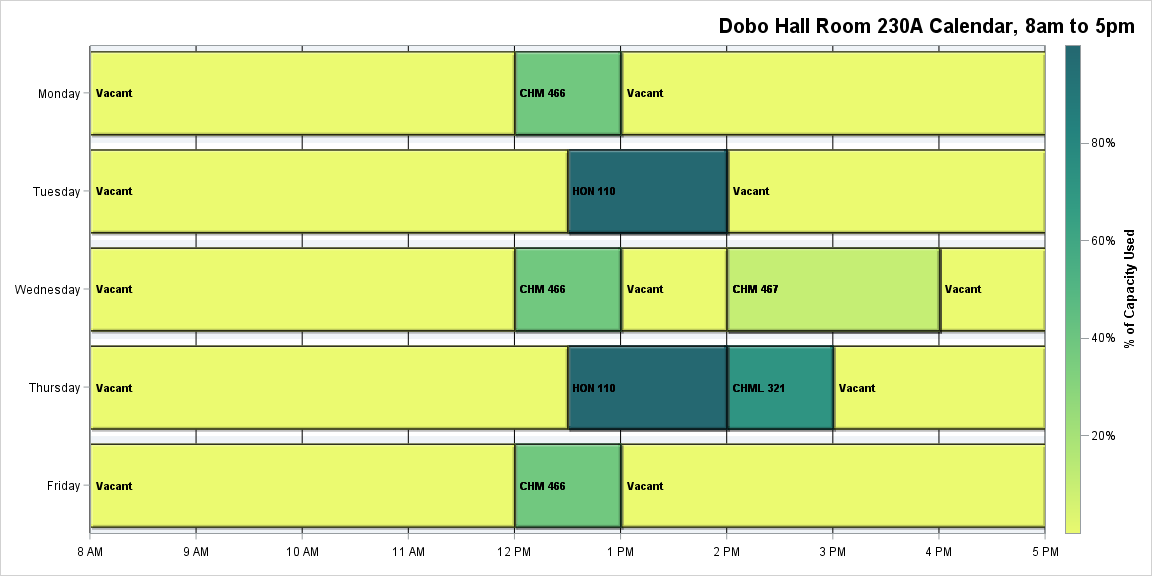 Dobo Hall Room 230A Calendar, 8am to 5pm
Monday
Vacant
CHM 466
Vacant
Tuesday
Vacant
HON 110
Vacant
Wednesday
Vacant
CHM 466
Vacant
CHM 467
Vacant
Thursday
Vacant
HON 110
CHML 321
Vacant
Friday
Vacant
CHM 466
Vacant
8 AM
9 AM
10 AM
11 AM
12 PM
1 PM
2 PM
3 PM
4 PM
5 PM
80%
60%
40%
20%
% of Capacity Used